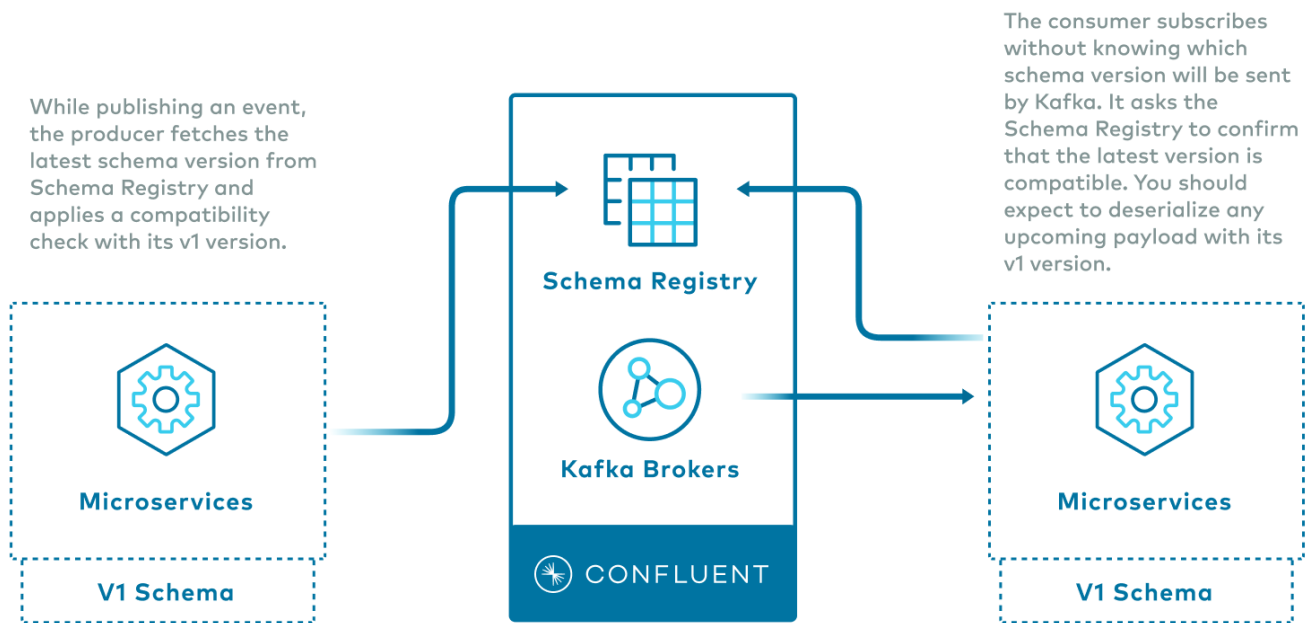 While publishing an event,
the producer fetches the
latest schema version from
Schema Registry and
applies a compatibility
check with its v1 version.
Microservices
V1 Schema
Schema Registry
Kafka Brokers
CONFLUENT
The consumer subscribes
without knowing which
schema version will be sent
by Kafka. It asks the
Schema Registry to confirm
that the latest version is
compatible. You should
expect to deserialize any
upcoming payload with its
v1 version.
Microservices
V1 Schema